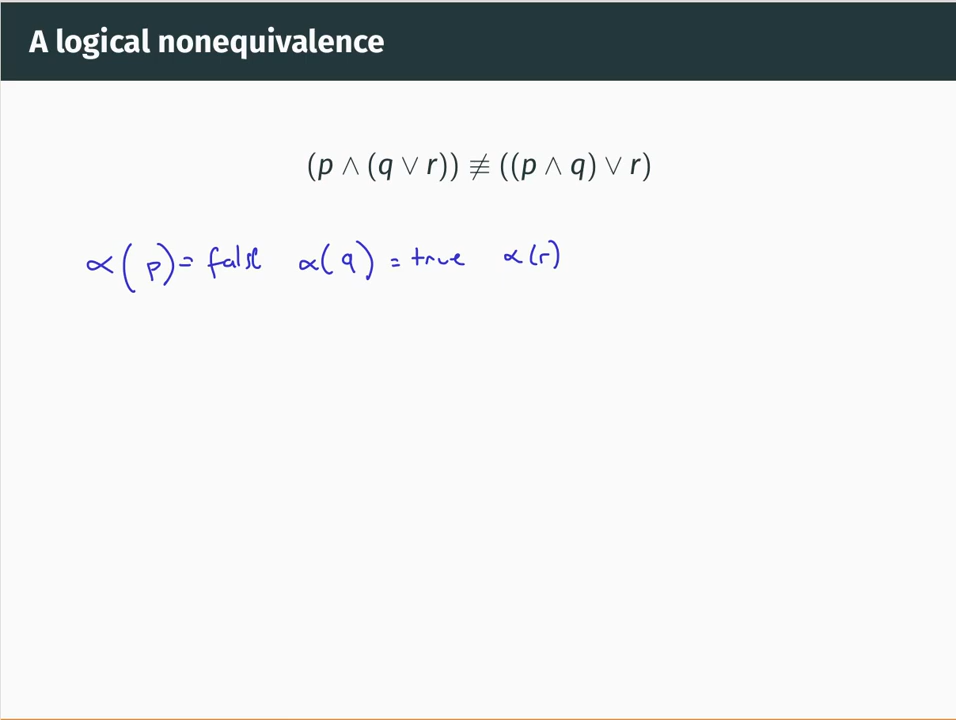 A logical nonequivalence
(p ∧ (q ∨ r)) ≢ ((p ∧ q) ∨ r)
α(p) = false α(q) = true α(r)